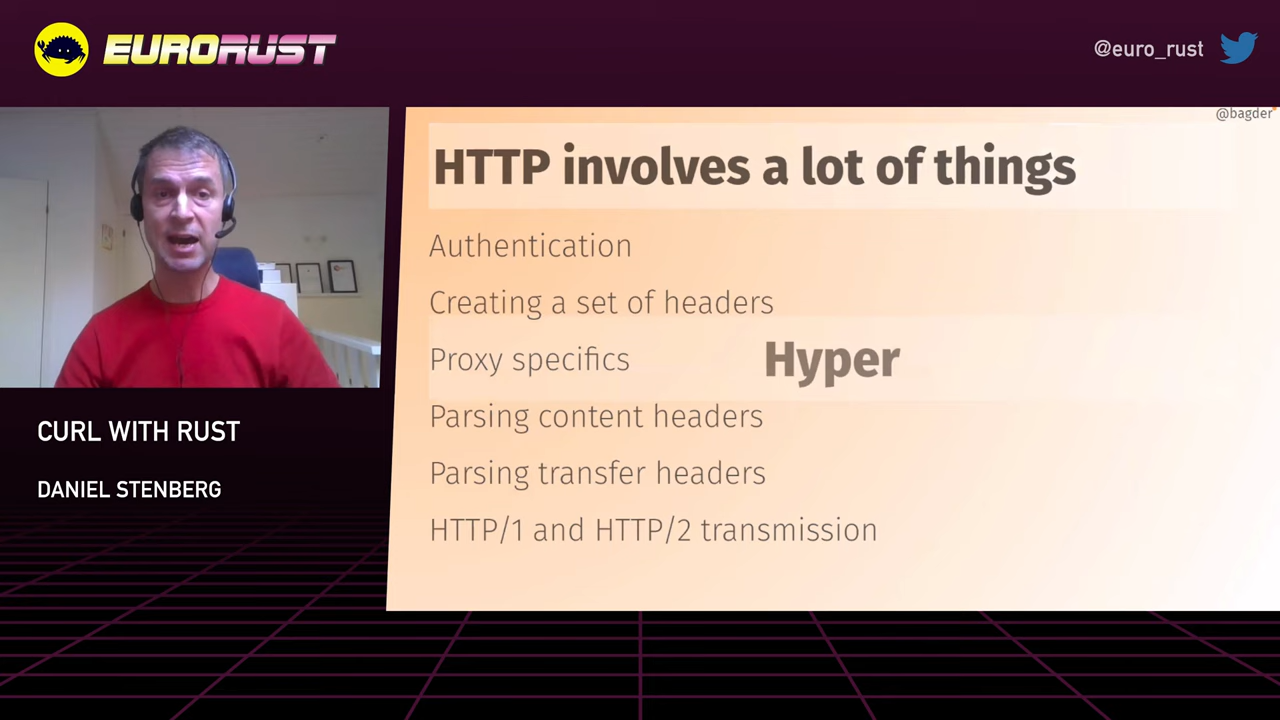 EURORUST
@euro_rust
@bagder
HTTP involves a lot of things
Authentication
Creating a set of headers
Proxy specifics
Hyper
Parsing content headers
Parsing transfer headers
HTTP/1 and HTTP/2 transmission
CURL WITH RUST
DANIEL STENBERG